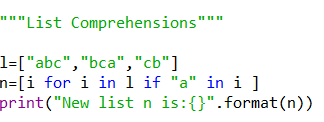 """List Comprehensions"""
l=["abc","bca","cb"]
n=[i for i in l if "a" in i ]
print("New list n is:{}".format(n))